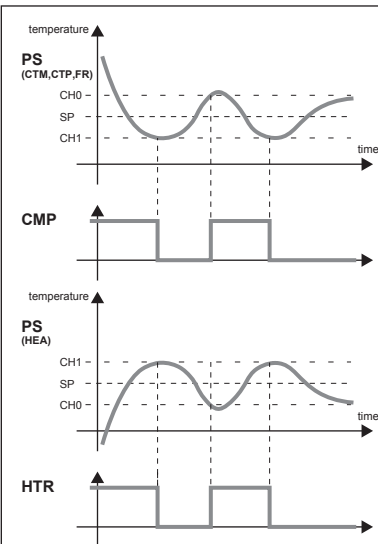 temperature
PS
(CTM,CTP,FR)
CH0
SP
CH1
time
CMP
temperature
PS
(HEA)
CH1
SP
CH0
time
HTR